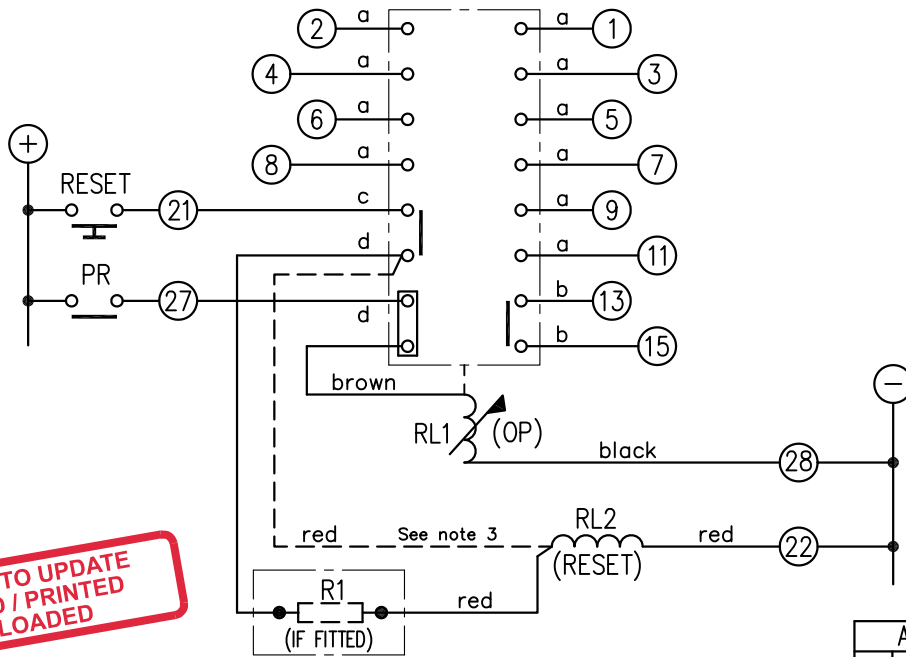 2 a a 1
4 a a 3
6 a a 5
8 a a 7
+
RESET 21 c a 9
d a 11
PR 27 b 13
d b 15
brown
−
RL1 (OP)
black 28
red See note 3 RL2 red 22
(RESET)
R1 red
(IF FITTED)
TO UPDATE
/ PRINTED
LOADED
A